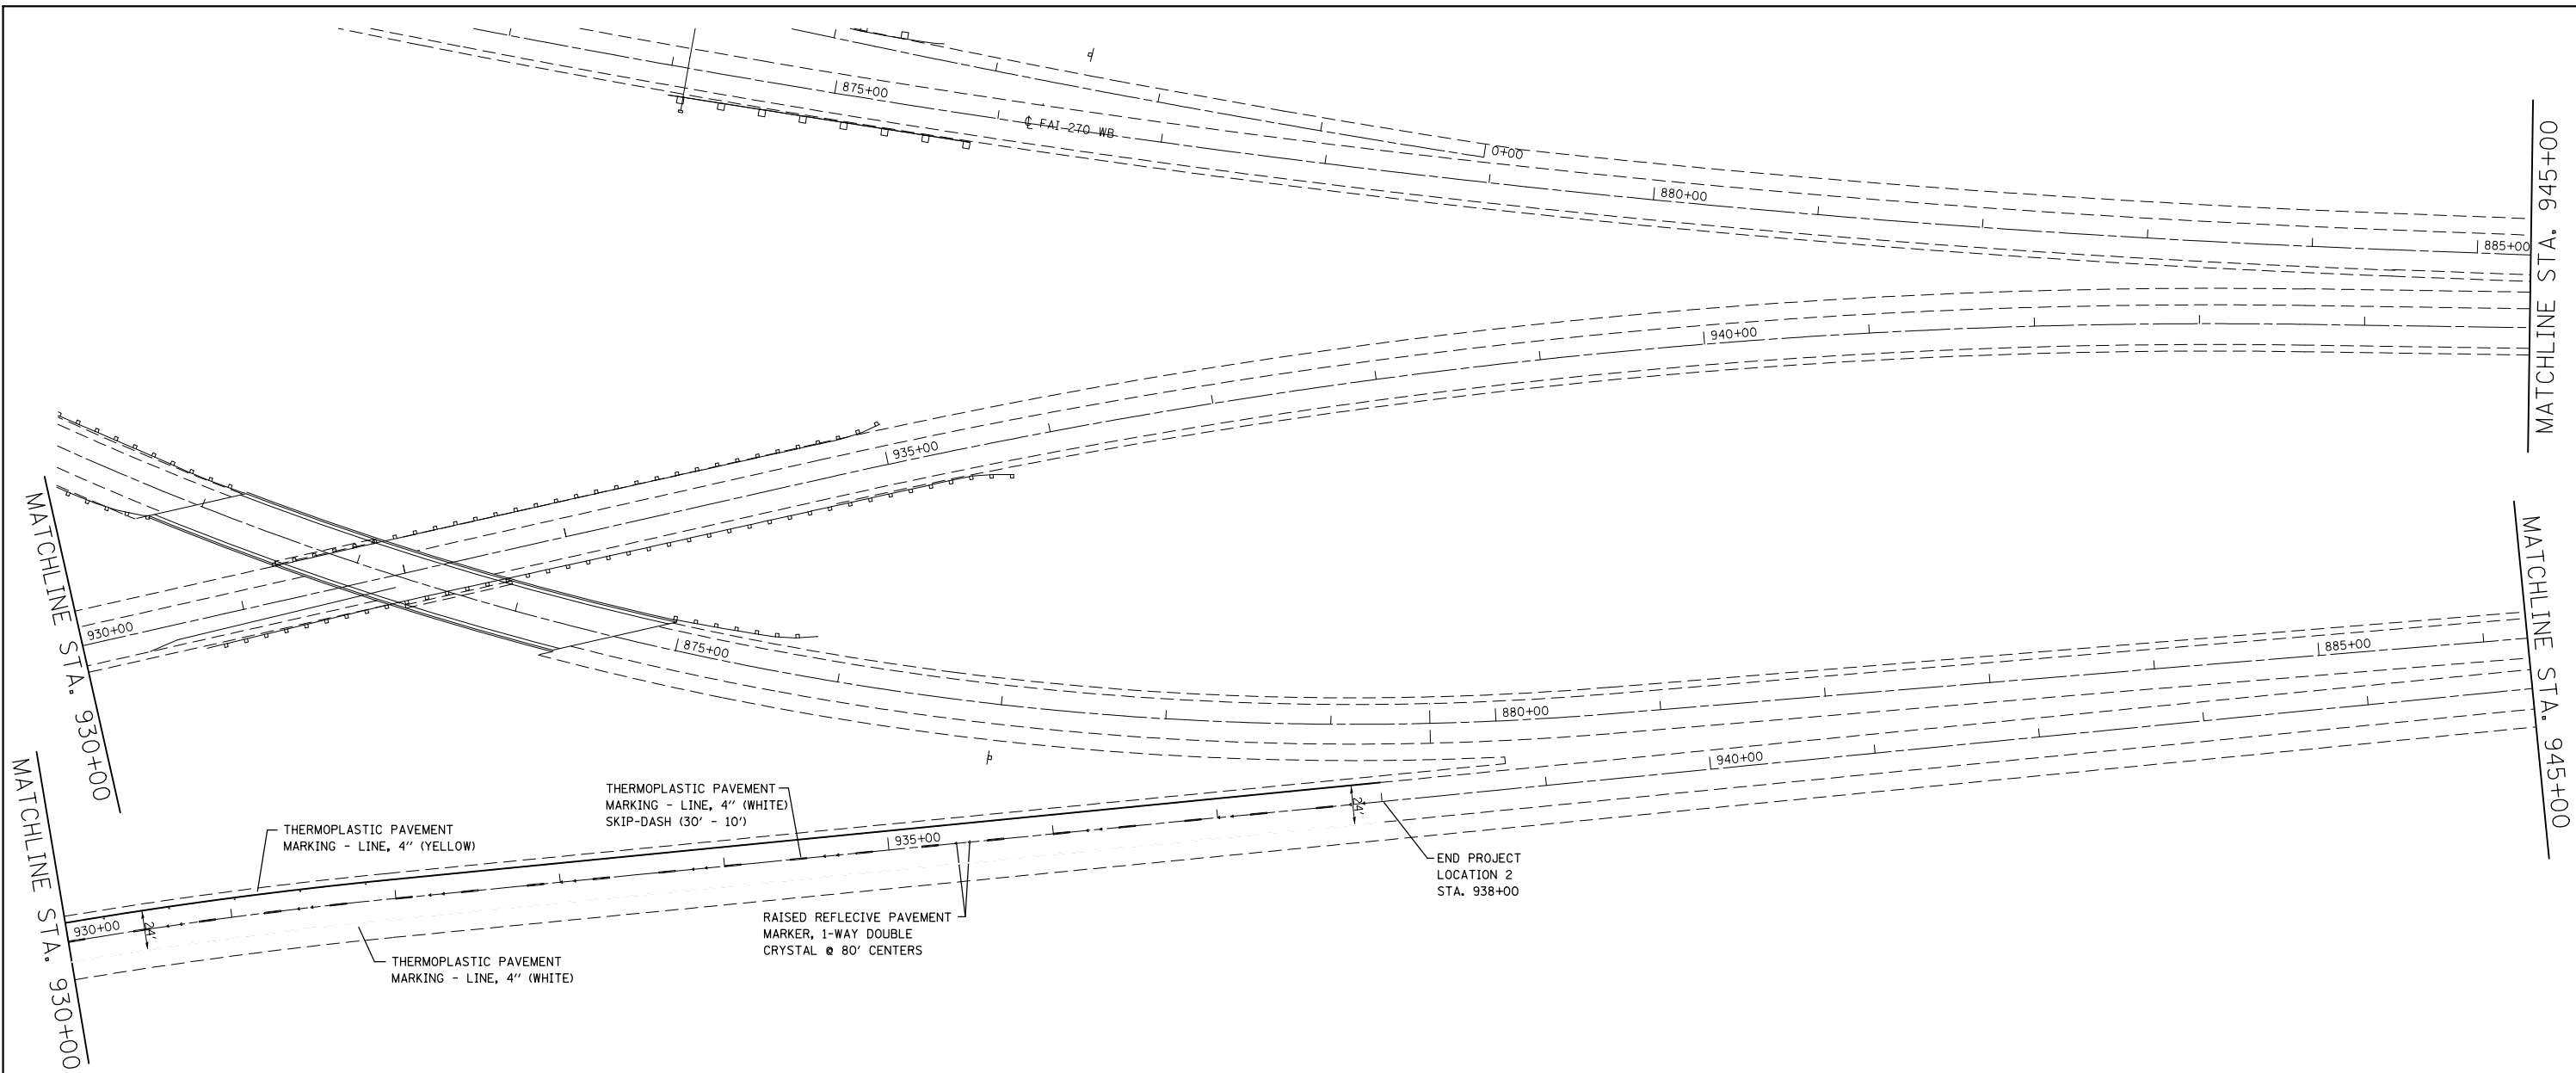 875+00
℄ FAI 270 WB
0+00
880+00
885+00
MATCHLINE STA. 945+00
940+00
935+00
MATCHLINE STA. 930+00
930+00
875+00
880+00
885+00
MATCHLINE STA. 945+00
940+00
THERMOPLASTIC PAVEMENT
MARKING - LINE, 4" (WHITE)
SKIP-DASH (30' - 10')
THERMOPLASTIC PAVEMENT
MARKING - LINE, 4" (YELLOW)
935+00
24'
END PROJECT
LOCATION 2
STA. 938+00
MATCHLINE STA. 930+00
930+00
24'
RAISED REFLECIVE PAVEMENT
MARKER, 1-WAY DOUBLE
CRYSTAL @ 80' CENTERS
THERMOPLASTIC PAVEMENT
MARKING - LINE, 4" (WHITE)